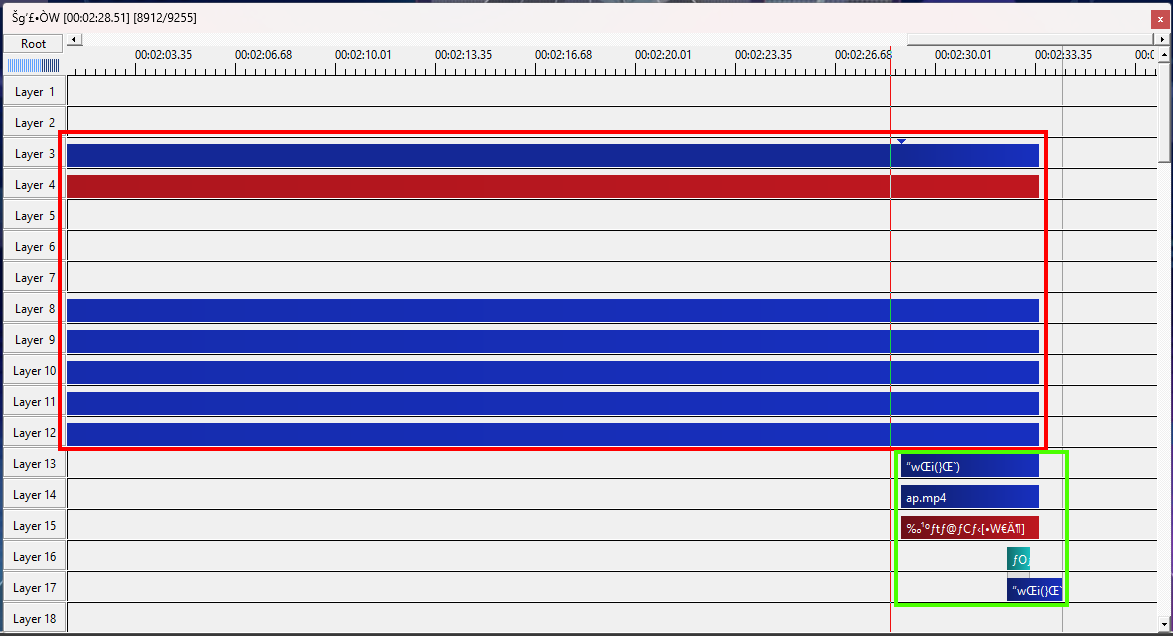 Šg’£•ÒW [00:02:28.51] [8912/9255]
x
Root
00:02:03.35 00:02:06.68 00:02:10.01 00:02:13.35 00:02:16.68 00:02:20.01 00:02:23.35 00:02:26.68 00:02:30.01 00:02:33.35 00:0
Layer 1
Layer 2
Layer 3
Layer 4
Layer 5
Layer 6
Layer 7
Layer 8
Layer 9
Layer 10
Layer 11
Layer 12
Layer 13 “wŒi(}Œ`)
Layer 14 ap.mp4
Layer 15 ‰¹ºƒtƒ@ƒCƒ‹[•W€Ä¶]
Layer 16 ƒO
Layer 17 “wŒi(}Œ`
Layer 18